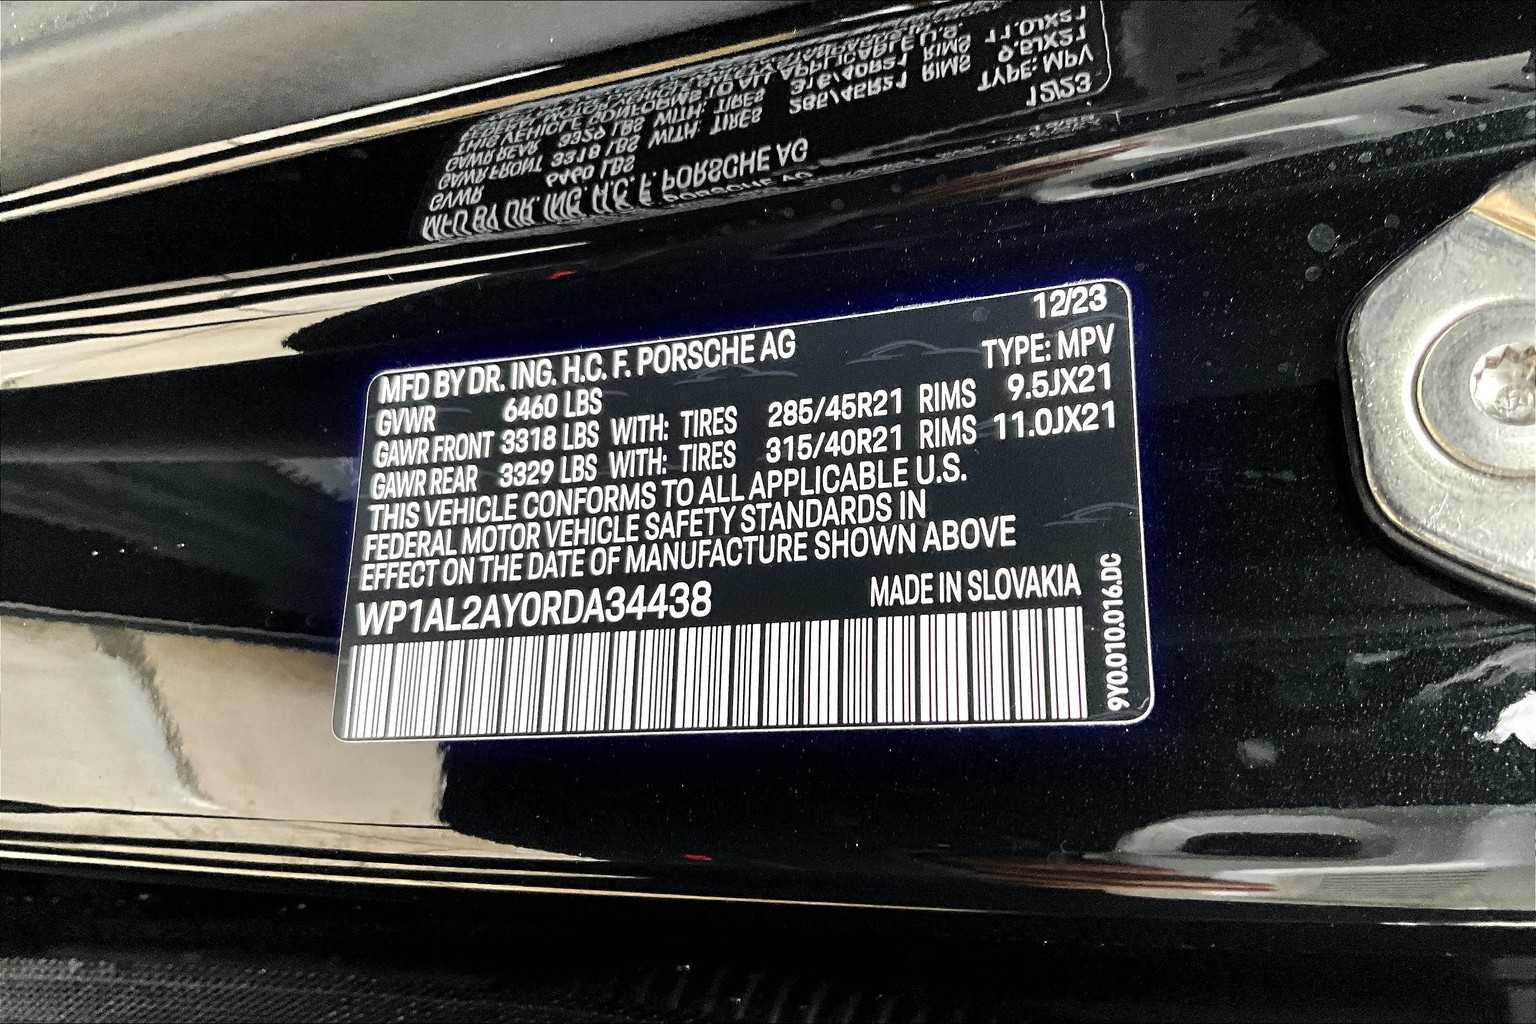 12/23
MFD BY DR. ING. H.C. F. PORSCHE AG TYPE: MPV
GVWR 6460 LBS
GAWR FRONT 3318 LBS WITH: TIRES 285/45R21 RIMS 9.5JX21
GAWR REAR 3329 LBS WITH: TIRES 315/40R21 RIMS 11.0JX21
THIS VEHICLE CONFORMS TO ALL APPLICABLE U.S.
FEDERAL MOTOR VEHICLE SAFETY STANDARDS IN
EFFECT ON THE DATE OF MANUFACTURE SHOWN ABOVE
WP1AL2AY0RDA34438 MADE IN SLOVAKIA
9Y0.010.016.DC